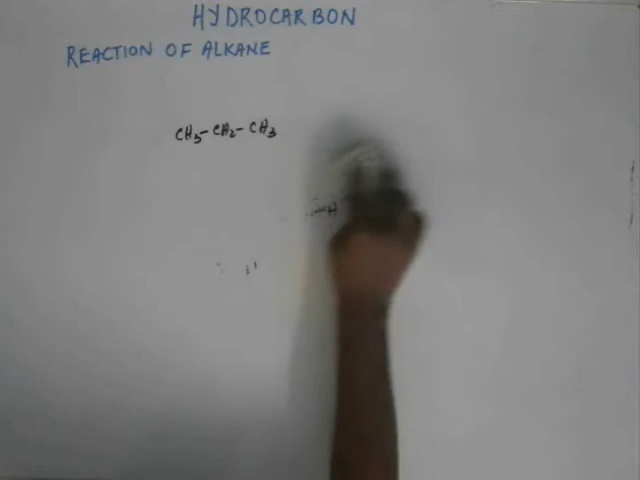 HYDROCARBON
REACTION OF ALKANE
CH3-CH2-CH3